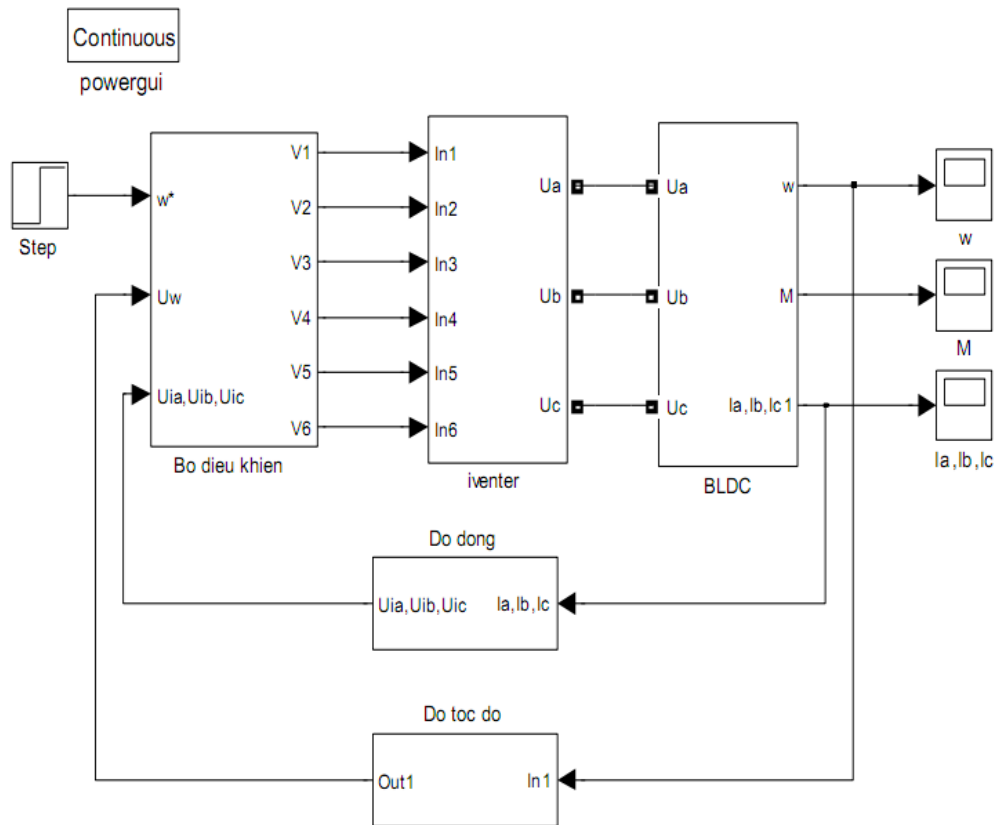 Continuous
powergui
Step
w*
Uw
Uia,Uib,Uic
V1
V2
V3
V4
V5
V6
Bo dieu khien
In1
In2
In3
In4
In5
In6
Ua
Ub
Uc
iventer
Ua
Ub
Uc
w
M
Ia,Ib,Ic1
BLDC
w
M
Ia,Ib,Ic
Do dong
Uia,Uib,Uic
Ia,Ib,Ic
Do toc do
Out1
In1